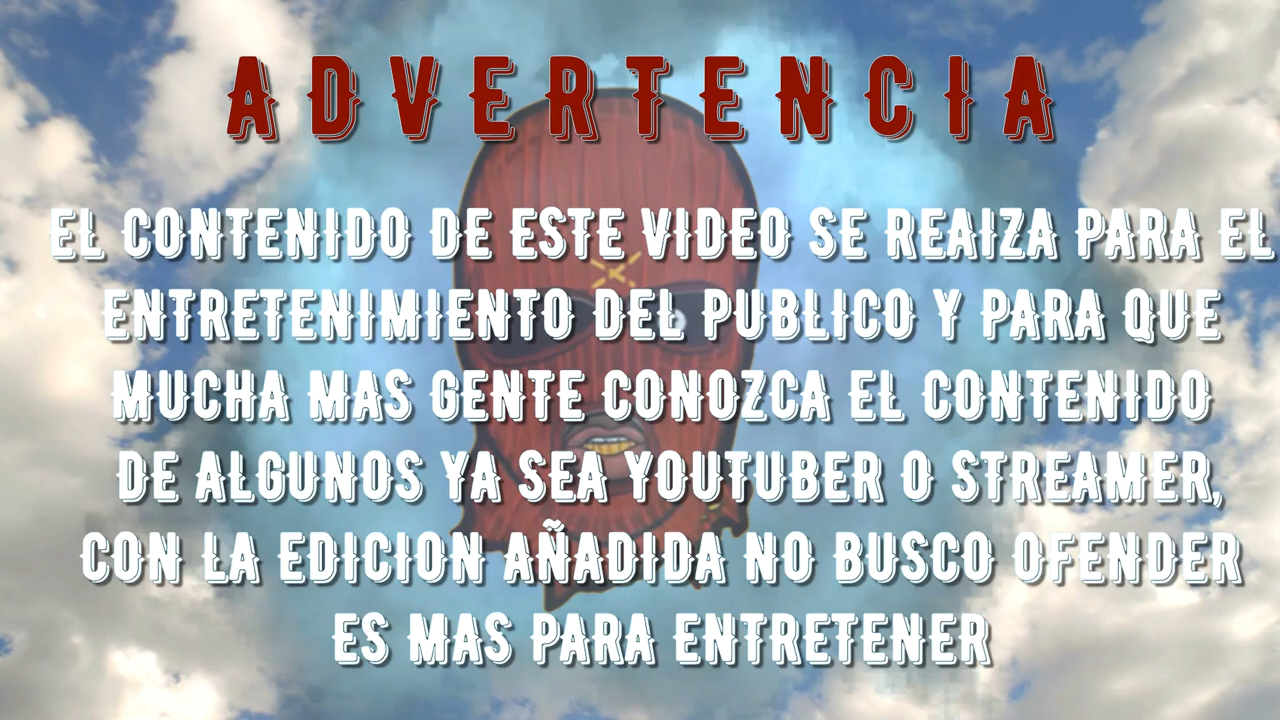 ADVERTENCIA
EL CONTENIDO DE ESTE VIDEO SE REAIZA PARA EL
ENTRETENIMIENTO DEL PUBLICO Y PARA QUE
MUCHA MAS GENTE CONOZCA EL CONTENIDO
DE ALGUNOS YA SEA YOUTUBER O STREAMER,
CON LA EDICION AÑADIDA NO BUSCO OFENDER
ES MAS PARA ENTRETENER